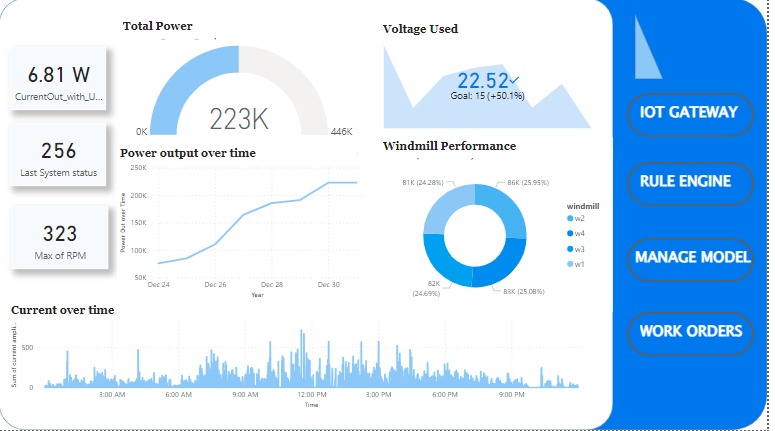 Total Power
6.81 W
CurrentOut_with_U...
256
Last System status
323
Max of RPM
223K
0K
446K
Voltage Used
22.52✓
Goal: 15 (+50.1%)
Power output over time
250K
200K
150K
100K
50K
Power Out over Time
Dec 24
Dec 26
Dec 28
Dec 30
Year
Windmill Performance
81K (24.28%)
86K (25.95%)
82K
(24.69%)
83K (25.08%)
windmill
w2
w4
w3
w1
Current over time
Sum of current ampli...
500
0
3:00 AM
6:00 AM
9:00 AM
12:00 PM
3:00 PM
6:00 PM
9:00 PM
Time
IOT GATEWAY
RULE ENGINE
MANAGE MODEL
WORK ORDERS